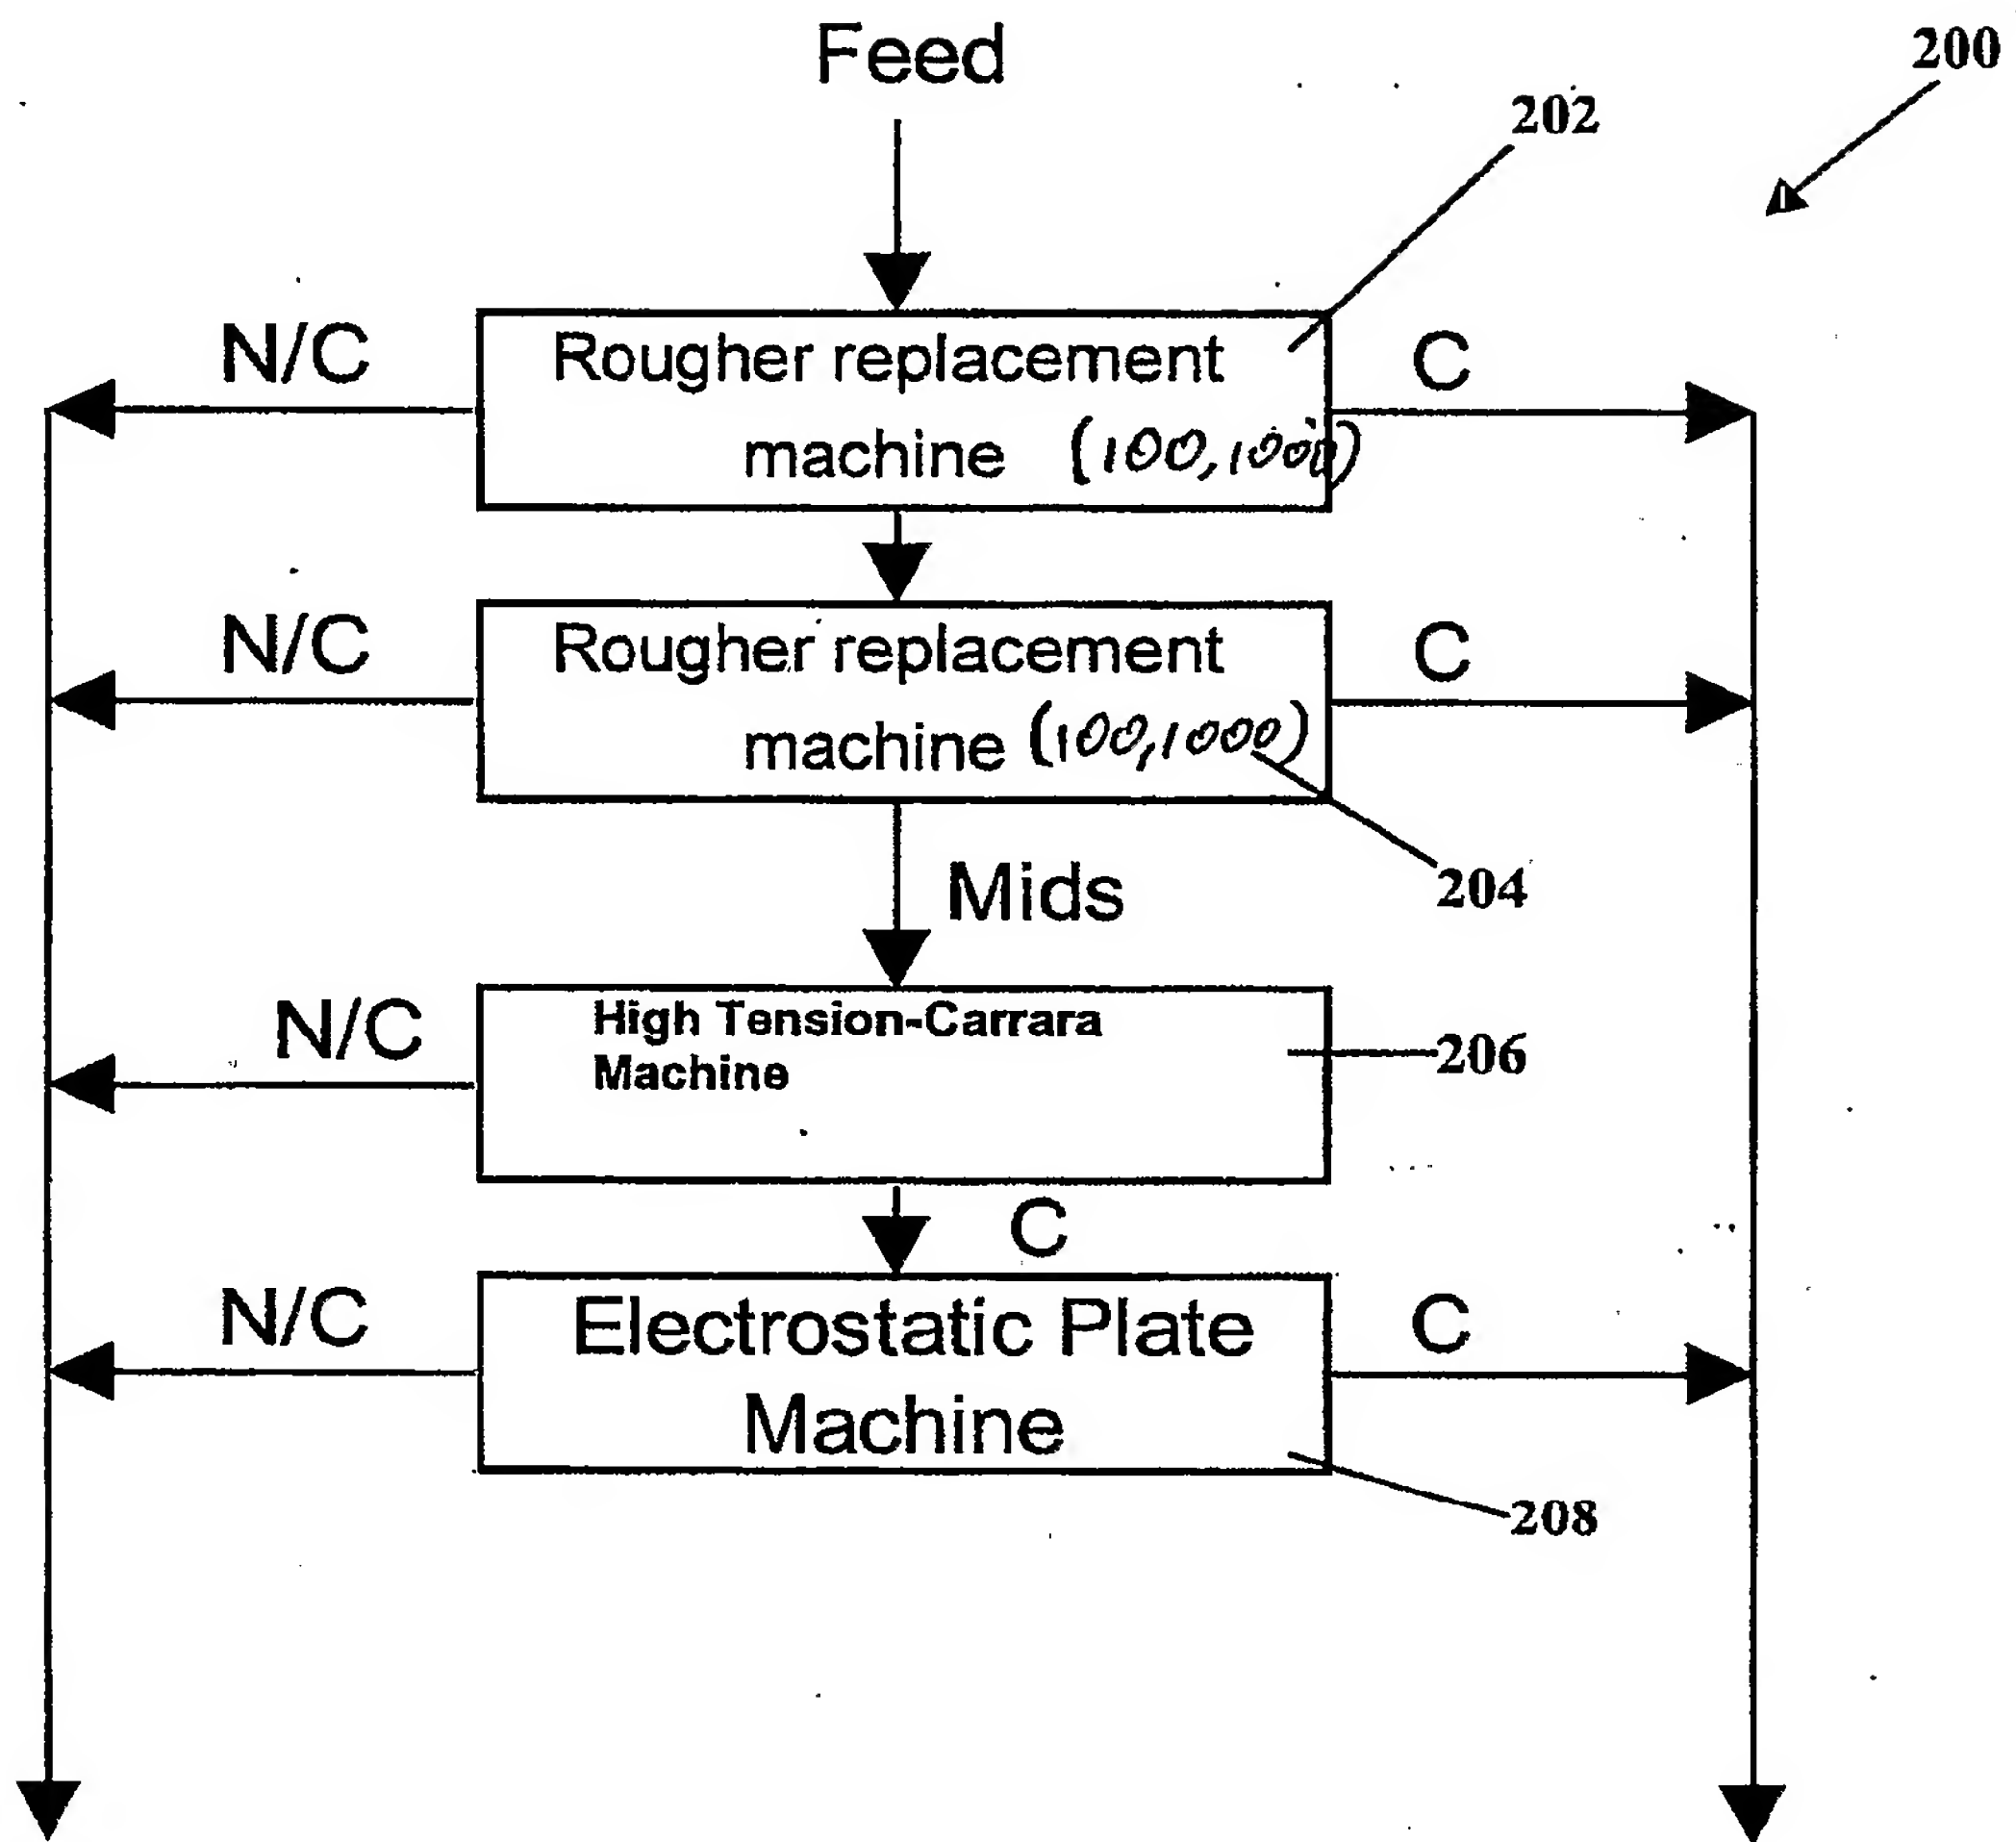 Feed
200
202
N/C
Rougher replacement
machine (100,1000)
C
N/C
Rougher replacement
machine (100,1000)
C
204
Mids
N/C
High Tension-Carrara
Machine
206
C
N/C
Electrostatic Plate
Machine
C
208